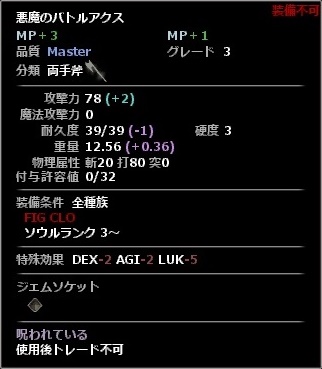 悪魔のバトルアクス 装備不可
MP+3 MP+1
品質 Master グレード 3
分類 両手斧
攻撃力 78 (+2)
魔法攻撃力 0
耐久度 39/39 (-1) 硬度 3
重量 12.56 (+0.36)
物理属性 斬20 打80 突0
付与許容値 0/32
装備条件 全種族
FIG CLO
ソウルランク 3～
特殊効果 DEX-2 AGI-2 LUK-5
ジェムソケット
呪われている
使用後トレード不可